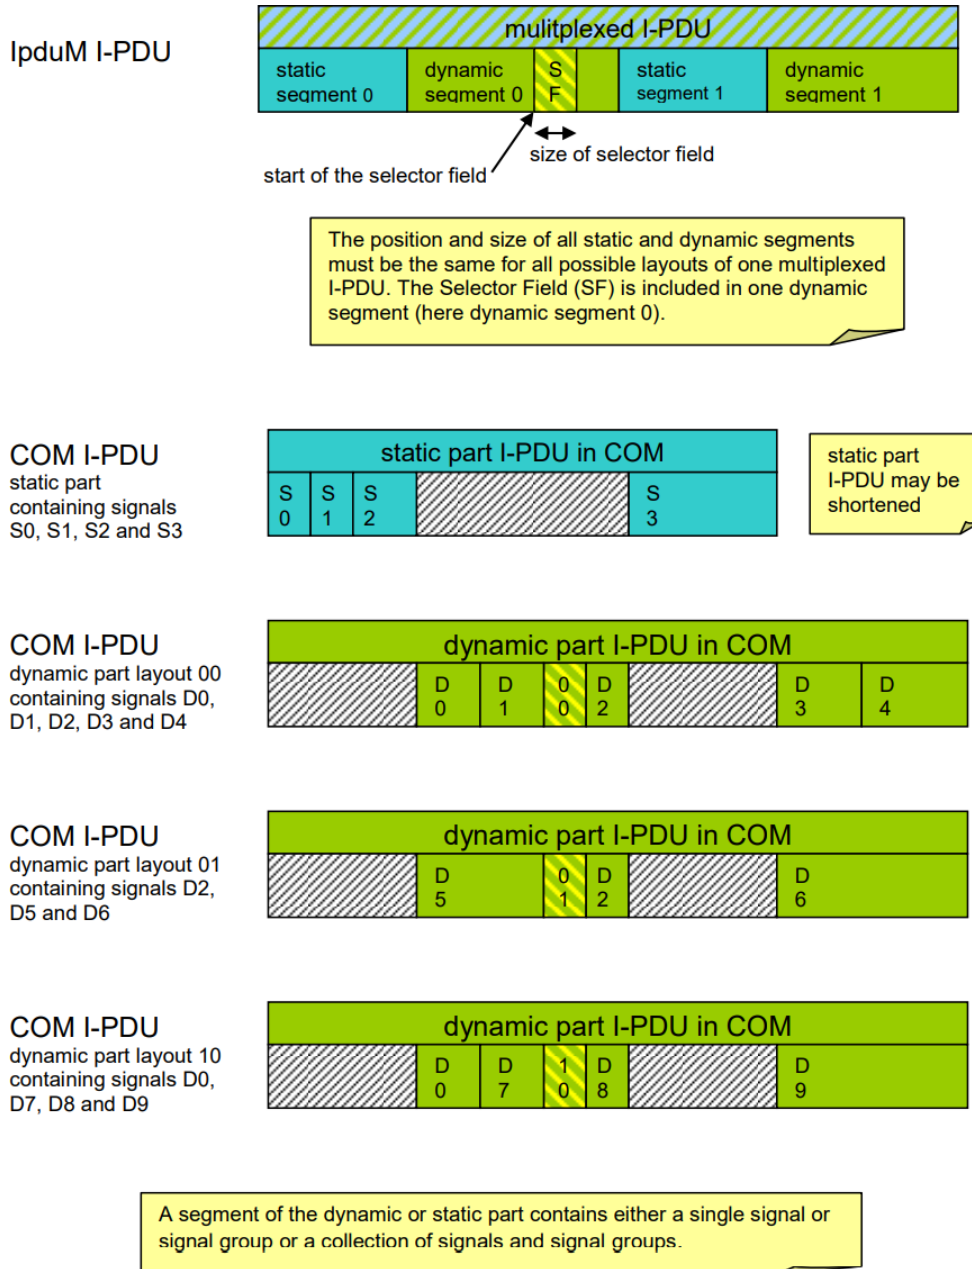 IpduM I-PDU
mulitplexed I-PDU
static
segment 0
dynamic
segment 0
S
F
static
segment 1
dynamic
segment 1
start of the selector field
size of selector field
The position and size of all static and dynamic segments
must be the same for all possible layouts of one multiplexed
I-PDU. The Selector Field (SF) is included in one dynamic
segment (here dynamic segment 0).
COM I-PDU
static part
containing signals
S0, S1, S2 and S3
static part I-PDU in COM
S
0
S
1
S
2
S
3
static part
I-PDU may be
shortened
COM I-PDU
dynamic part layout 00
containing signals D0,
D1, D2, D3 and D4
dynamic part I-PDU in COM
D
0
D
1
0
0
D
2
D
3
D
4
COM I-PDU
dynamic part layout 01
containing signals D2,
D5 and D6
dynamic part I-PDU in COM
D
5
0
1
D
2
D
6
COM I-PDU
dynamic part layout 10
containing signals D0,
D7, D8 and D9
dynamic part I-PDU in COM
D
0
D
7
1
0
D
8
D
9
A segment of the dynamic or static part contains either a single signal or
signal group or a collection of signals and signal groups.